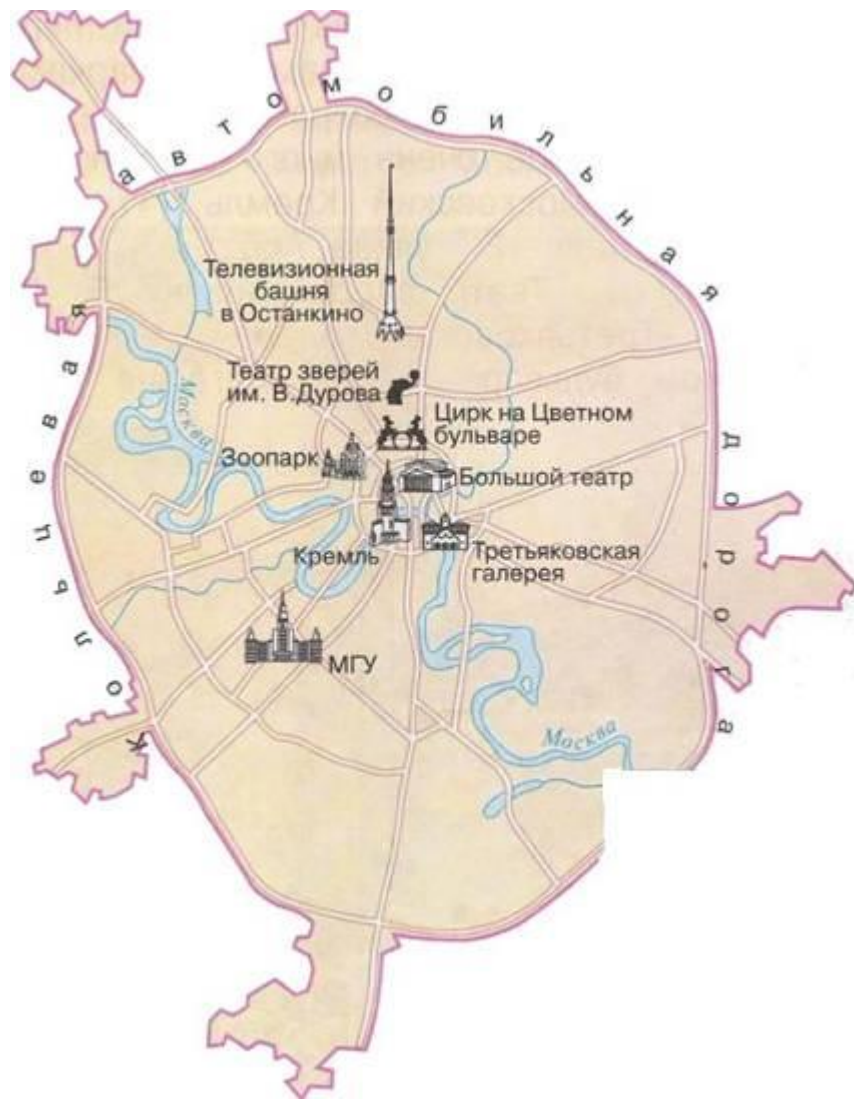 Кольцевая автомобильная дорога
Телевизионная
башня
в Останкино
Театр зверей
им. В.Дурова
Цирк на Цветном
бульваре
Зоопарк
Большой театр
Кремль
Третьяковская
галерея
МГУ
Москва
Москва